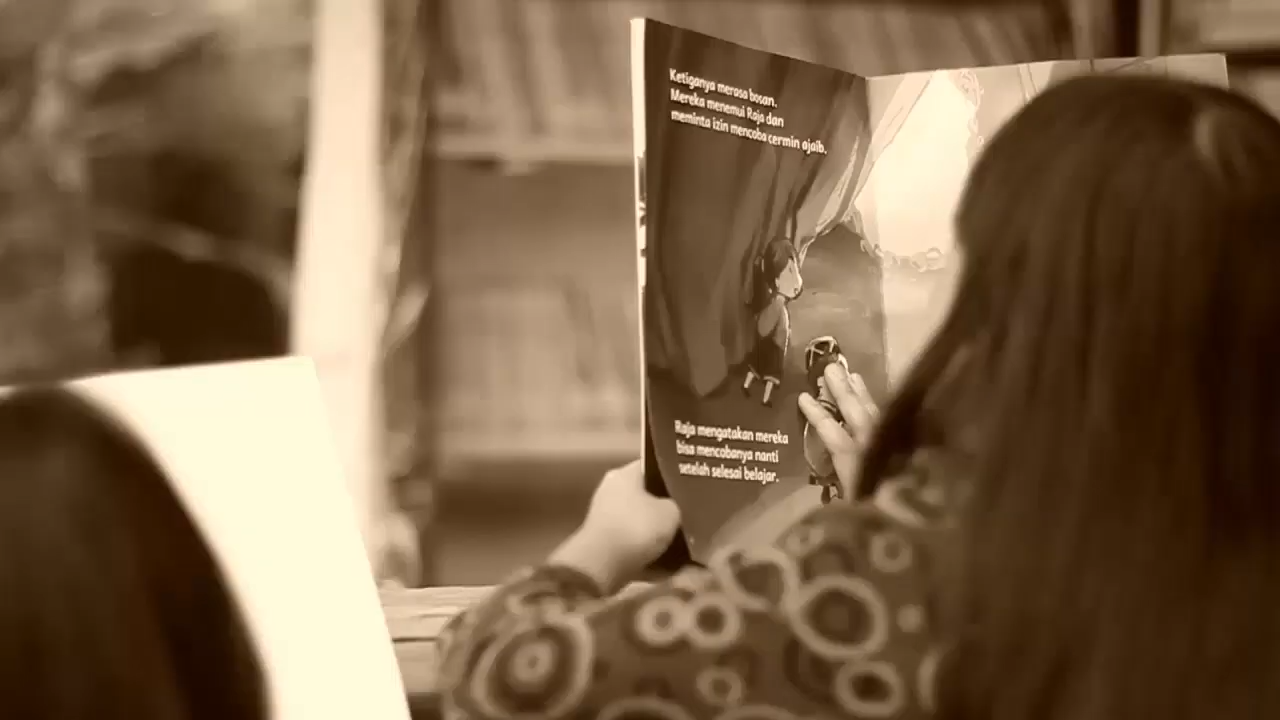 Ketiganya merasa bosan.
Mereka menemui Raja dan
meminta izin mencoba cermin ajaib.
Raja mengatakan mereka
bisa mencobanya nanti
setelah selesai belajar.